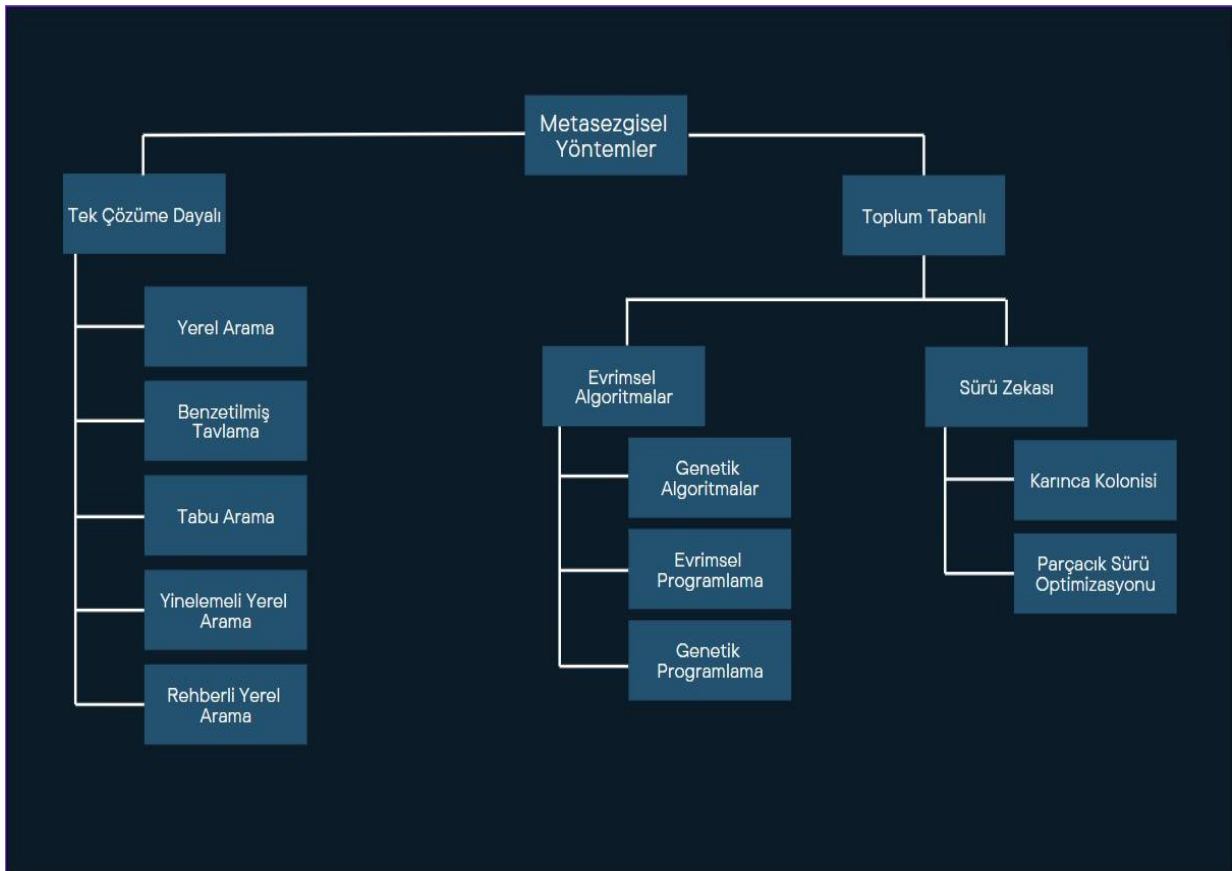 Metasezgisel
Yöntemler
Tek Çözüme Dayalı
Toplum Tabanlı
Yerel Arama
Benzetilmiş
Tavlama
Tabu Arama
Yinelemeli Yerel
Arama
Rehberli Yerel
Arama
Evrimsel
Algoritmalar
Genetik
Algoritmalar
Evrimsel
Programlama
Genetik
Programlama
Sürü Zekası
Karınca Kolonisi
Parçacık Sürü
Optimizasyonu